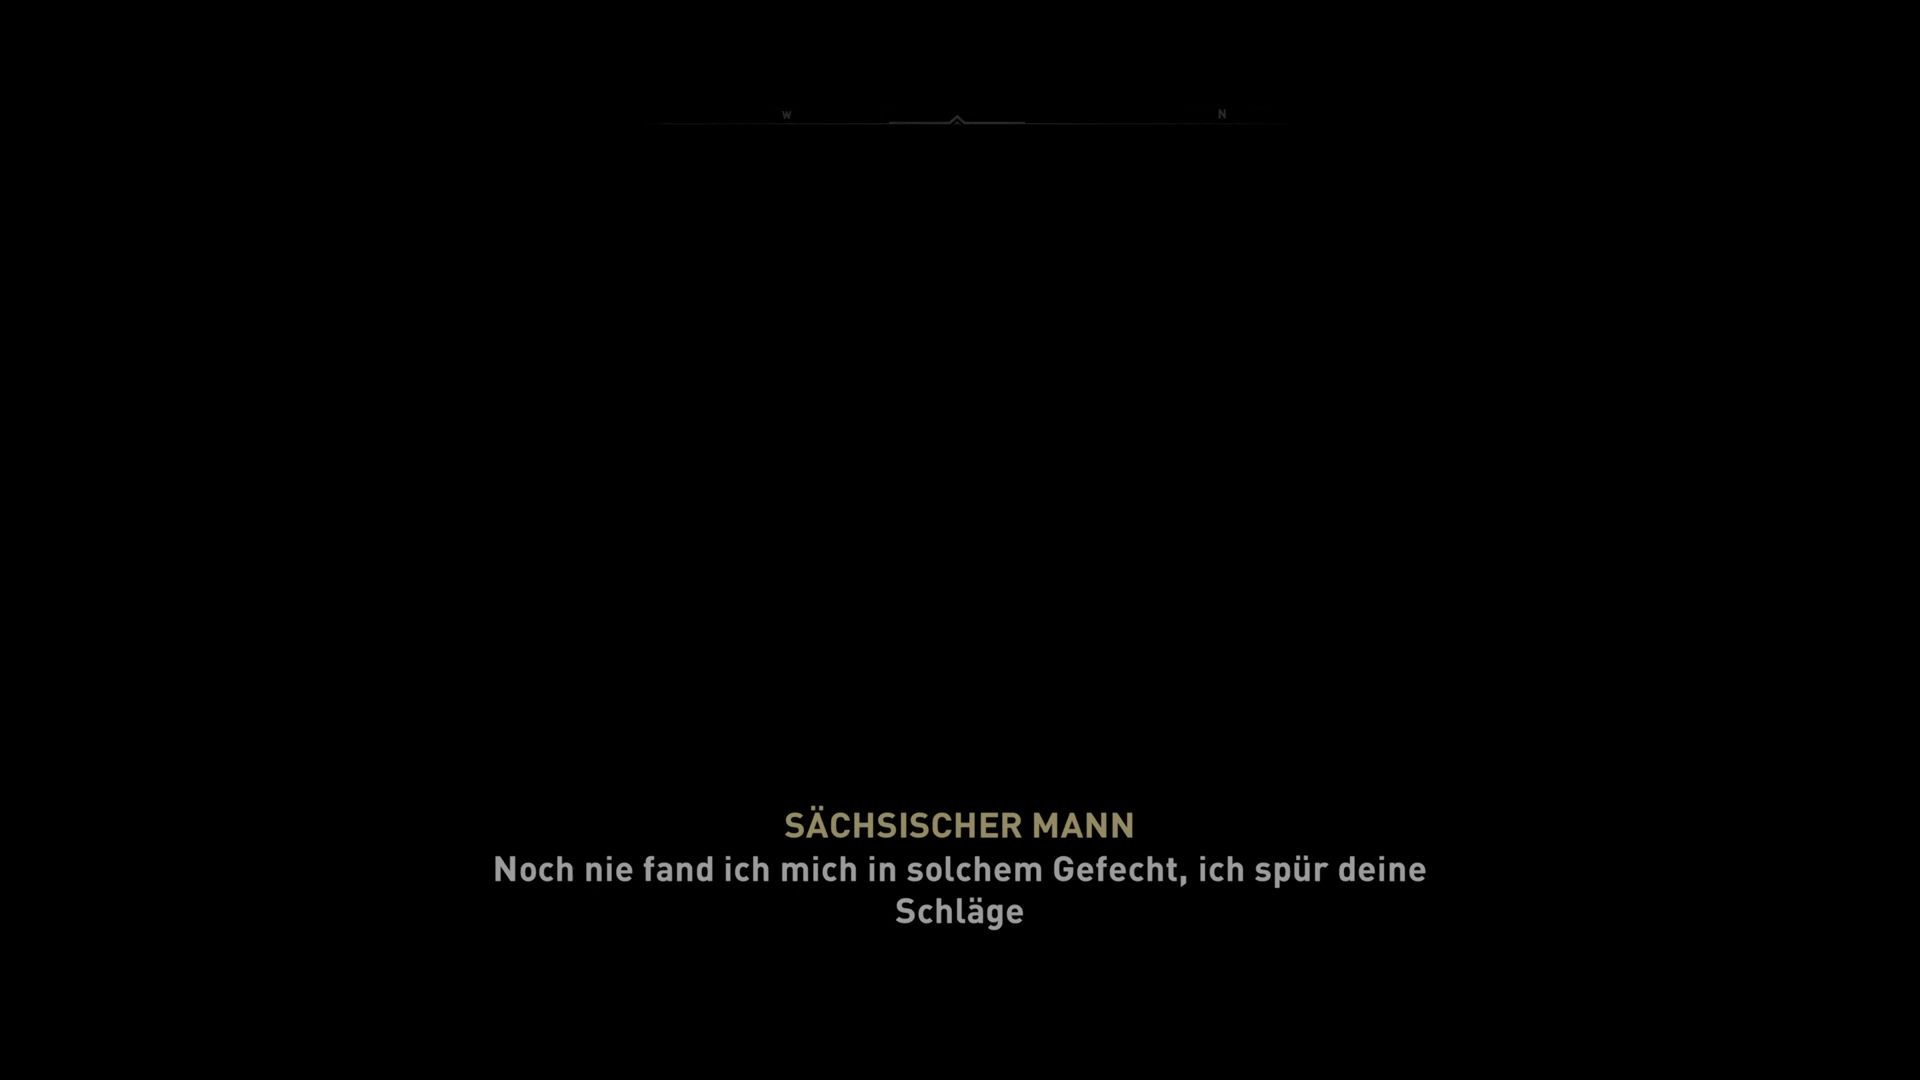 W N
SÄCHSISCHER MANN
Noch nie fand ich mich in solchem Gefecht, ich spür deine
Schläge